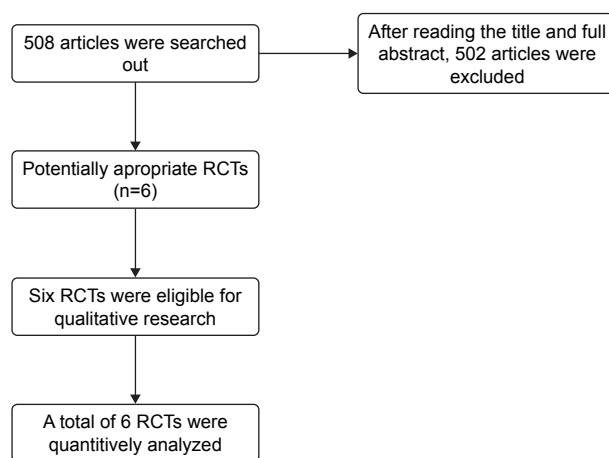 508 articles were searched
out
After reading the title and full
abstract, 502 articles were
excluded
Potentially apropriate RCTs
(n=6)
Six RCTs were eligible for
qualitative research
A total of 6 RCTs were
quantitively analyzed